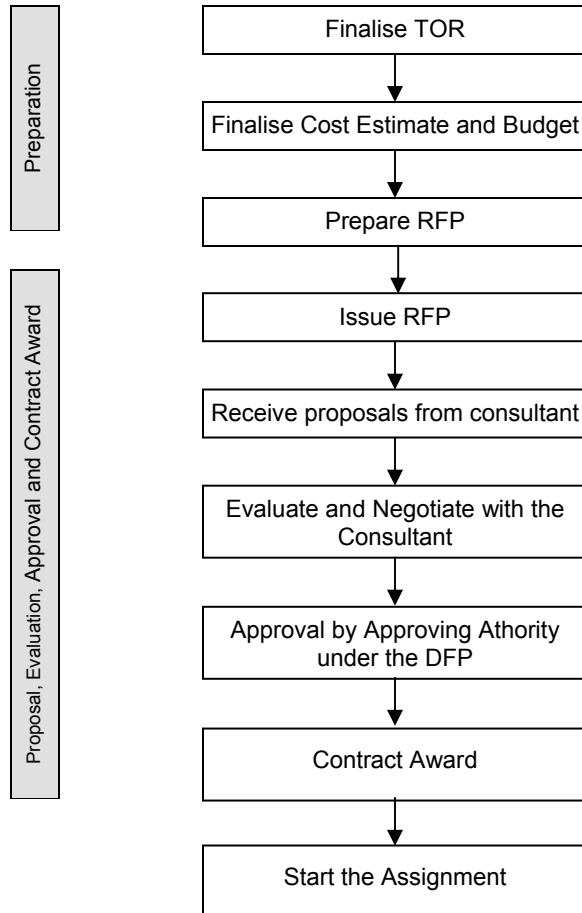 Preparation
Finalise TOR
Finalise Cost Estimate and Budget
Prepare RFP
Proposal, Evaluation, Approval and Contract Award
Issue RFP
Receive proposals from consultant
Evaluate and Negotiate with the
Consultant
Approval by Approving Athority
under the DFP
Contract Award
Start the Assignment